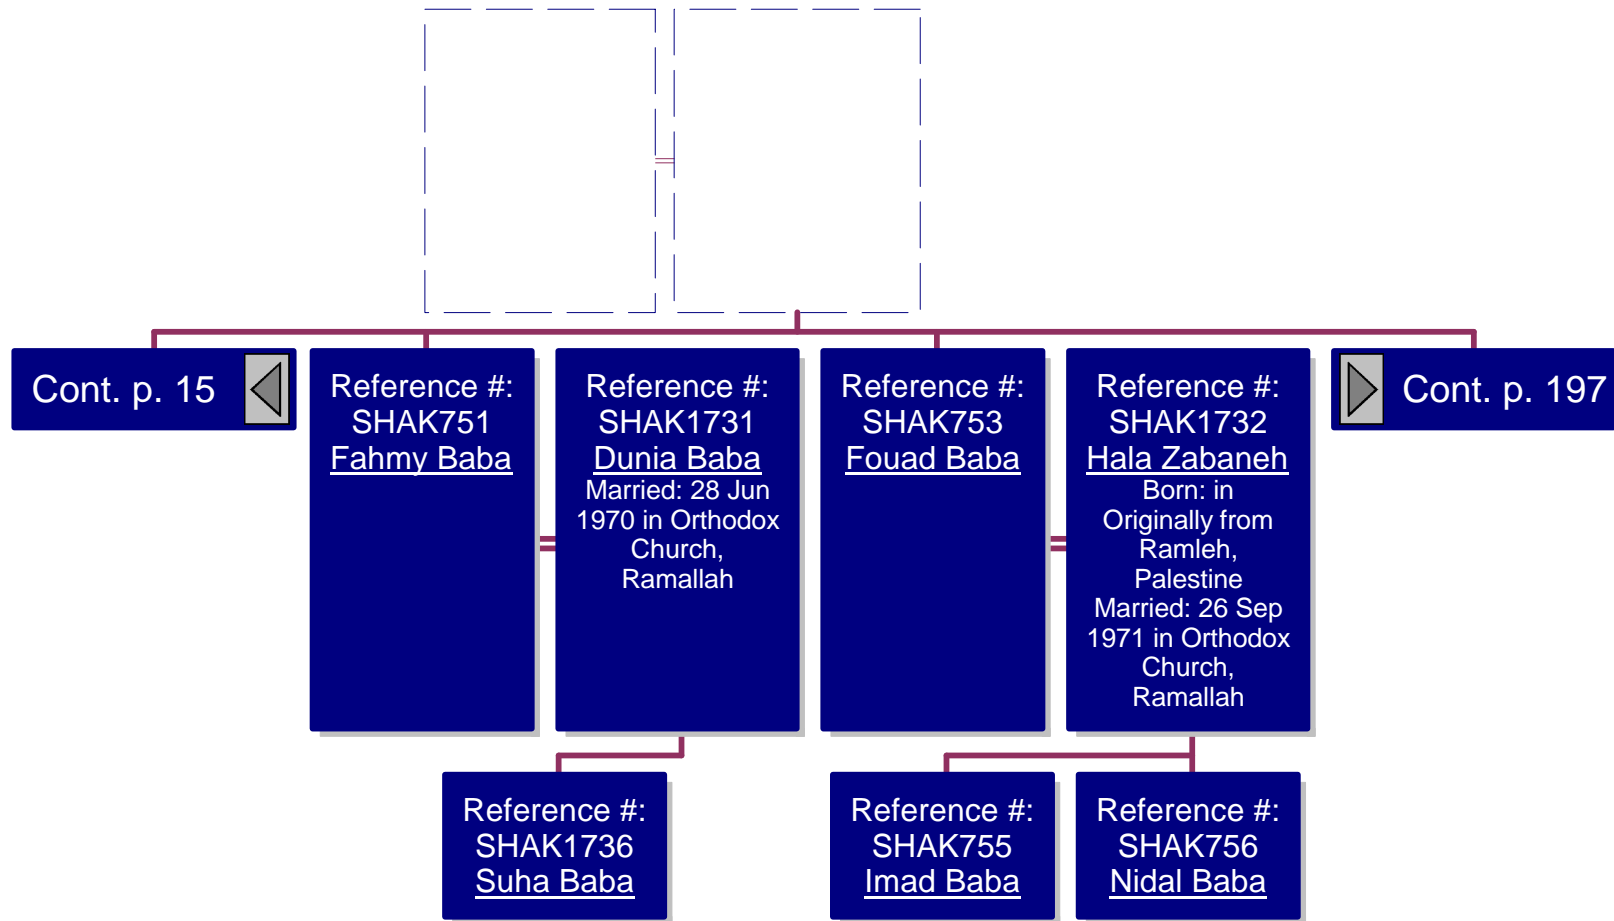 Cont. p. 15
Reference #:
SHAK751
Fahmy Baba
Reference #:
SHAK1731
Dunia Baba
Married: 28 Jun
1970 in Orthodox
Church,
Ramallah
Reference #:
SHAK753
Fouad Baba
Reference #:
SHAK1732
Hala Zabaneh
Born: in
Originally from
Ramleh,
Palestine
Married: 26 Sep
1971 in Orthodox
Church,
Ramallah
Cont. p. 197
Reference #:
SHAK1736
Suha Baba
Reference #:
SHAK755
Imad Baba
Reference #:
SHAK756
Nidal Baba